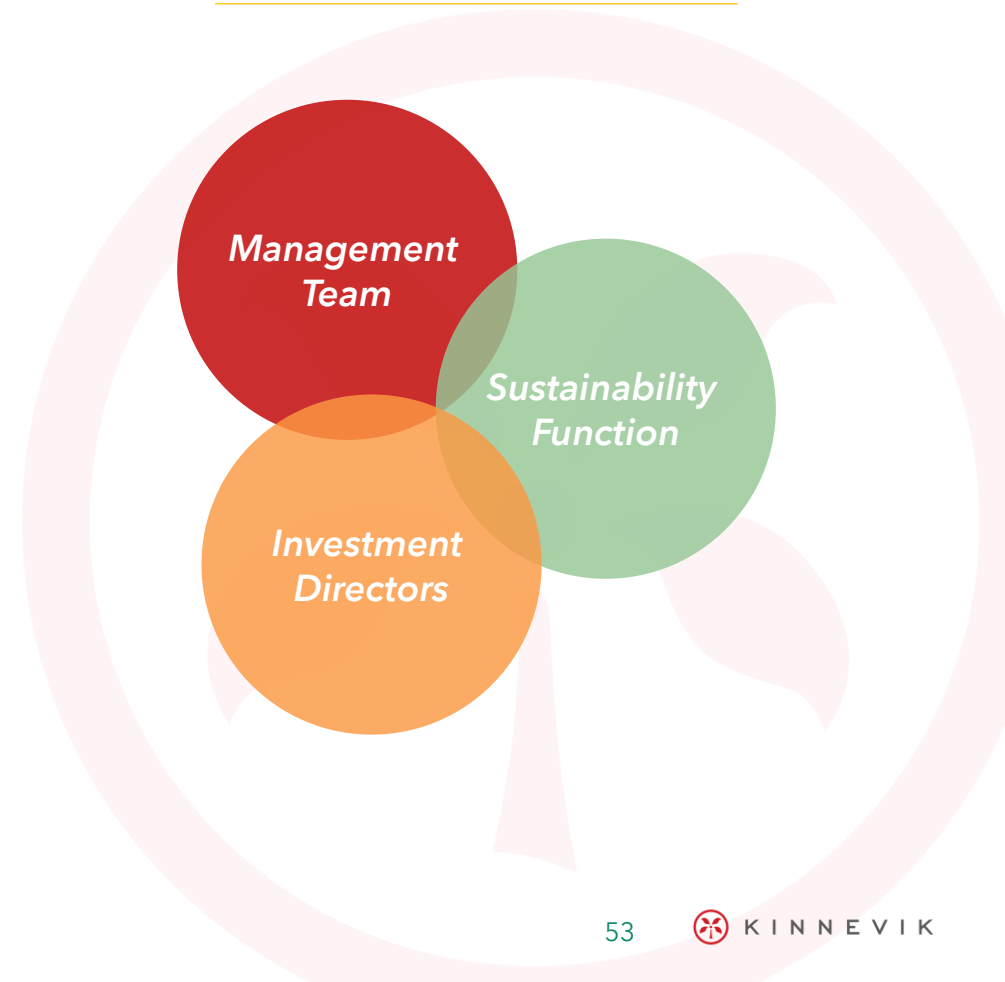 Management
Team
Sustainability
Function
Investment
Directors
53
KINNEVIK